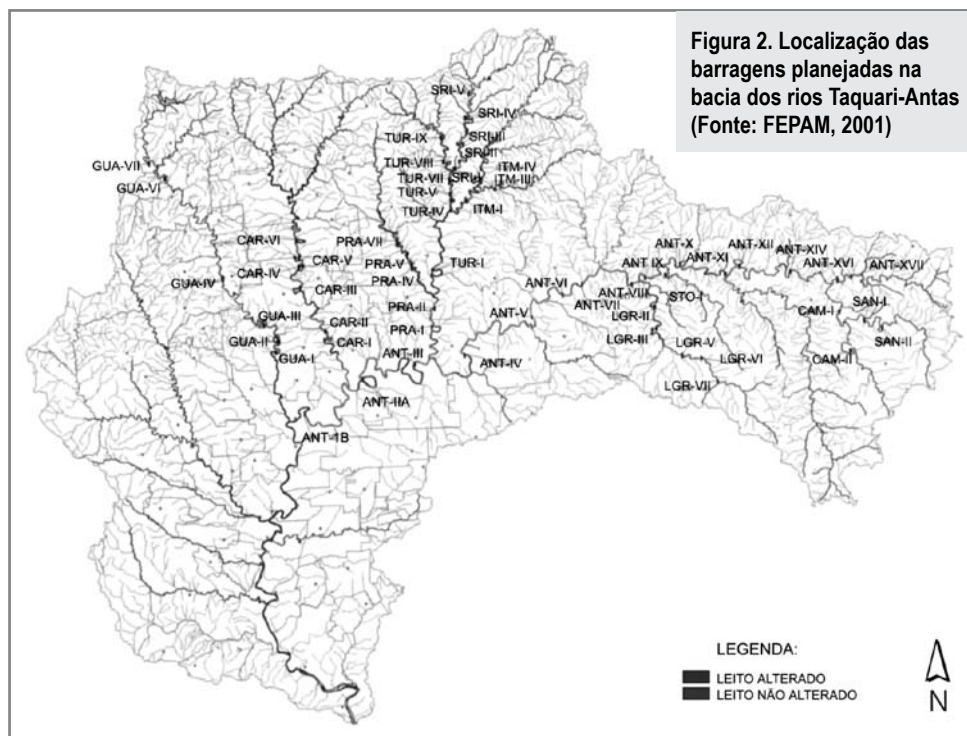 Figura 2. Localização das
barragens planejadas na
bacia dos rios Taquari-Antas
(Fonte: FEPAM, 2001)
SRI-V
SRI-IV
TUR-IX
SRI-III
SRI-II
GUA-VII
TUR-VIII
ITM-IV
TUR-VII
SRI-I
ITM-III
GUA-VI
TUR-V
TUR-IV
ITM-I
CAR-VI
PRA-VII
ANT-X
ANT-XII
ANT-XIV
CAR-V
PRA-V
TUR-I
ANT IX
ANT-XI
ANT-XVI
ANT-XVII
CAR-IV
GUA-IV
PRA-IV
ANT-VI
CAR-III
ANT-VIII
STO-I
ANT-VII
SAN-I
PRA-II
CAM-I
GUA-III
ANT-V
LGR-II
CAR-II
PRA-I
GUA-II
CAR-I
LGR-III
LGR-V
SAN-II
GUA-I
ANT-III
ANT-IV
LGR-VI
CAM-II
LGR-VII
ANT-IIA
ANT-1B
LEGENDA:
LEITO ALTERADO
LEITO NÃO ALTERADO
N